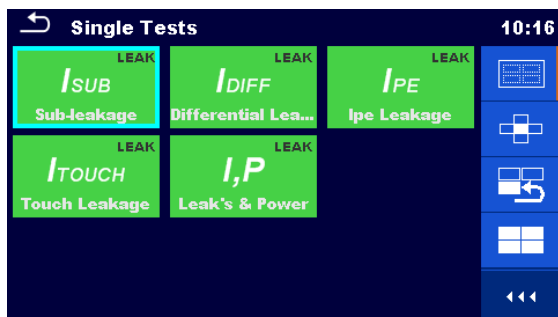 Single Tests 10:16
LEAK
ISUB
Sub-leakage
LEAK
IDIFF
Differential Lea...
LEAK
IPE
Ipe Leakage
LEAK
ITOUCH
Touch Leakage
LEAK
I,P
Leak's & Power